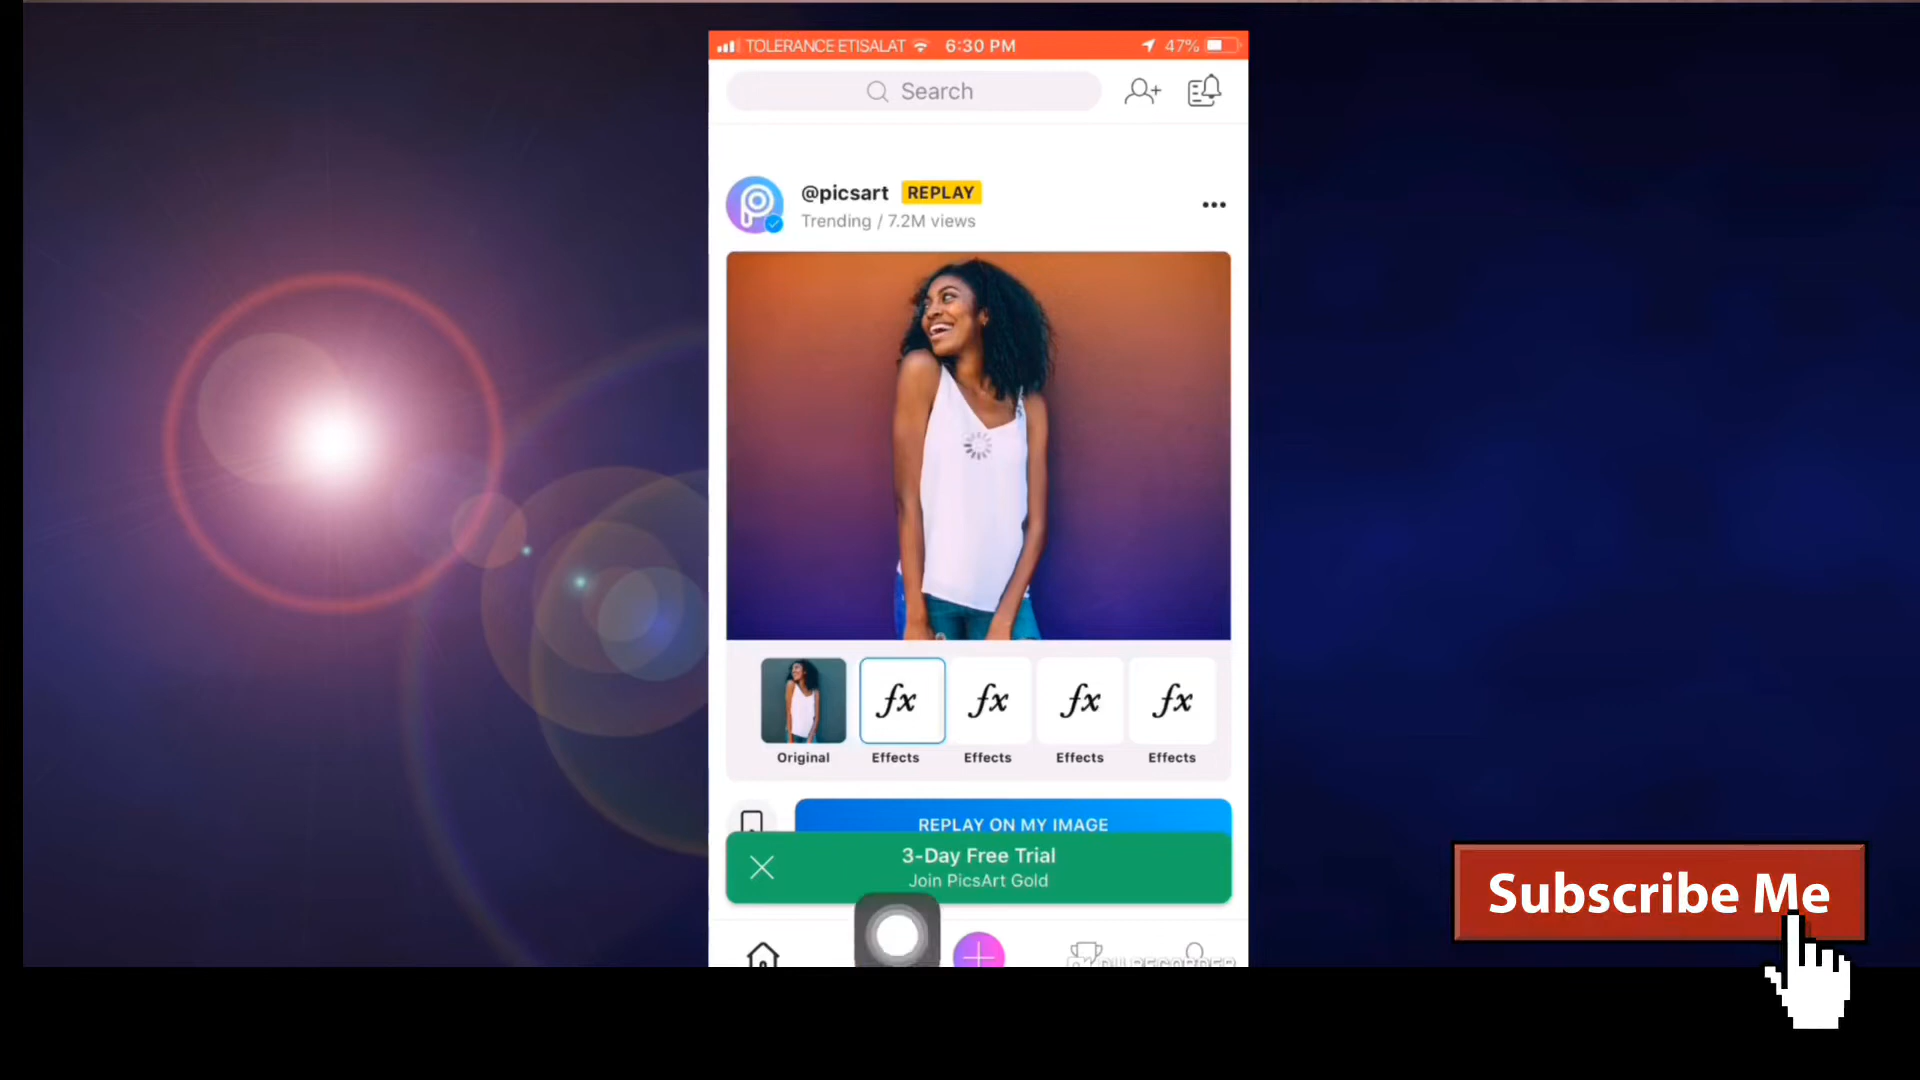 TOLERANCE ETISALAT 6:30 PM 47%
Search
@picsart REPLAY
Trending / 7.2M views
Original
fx Effects
fx Effects
fx Effects
fx Effects
REPLAY ON MY IMAGE
3-Day Free Trial
Join PicsArt Gold
Subscribe Me